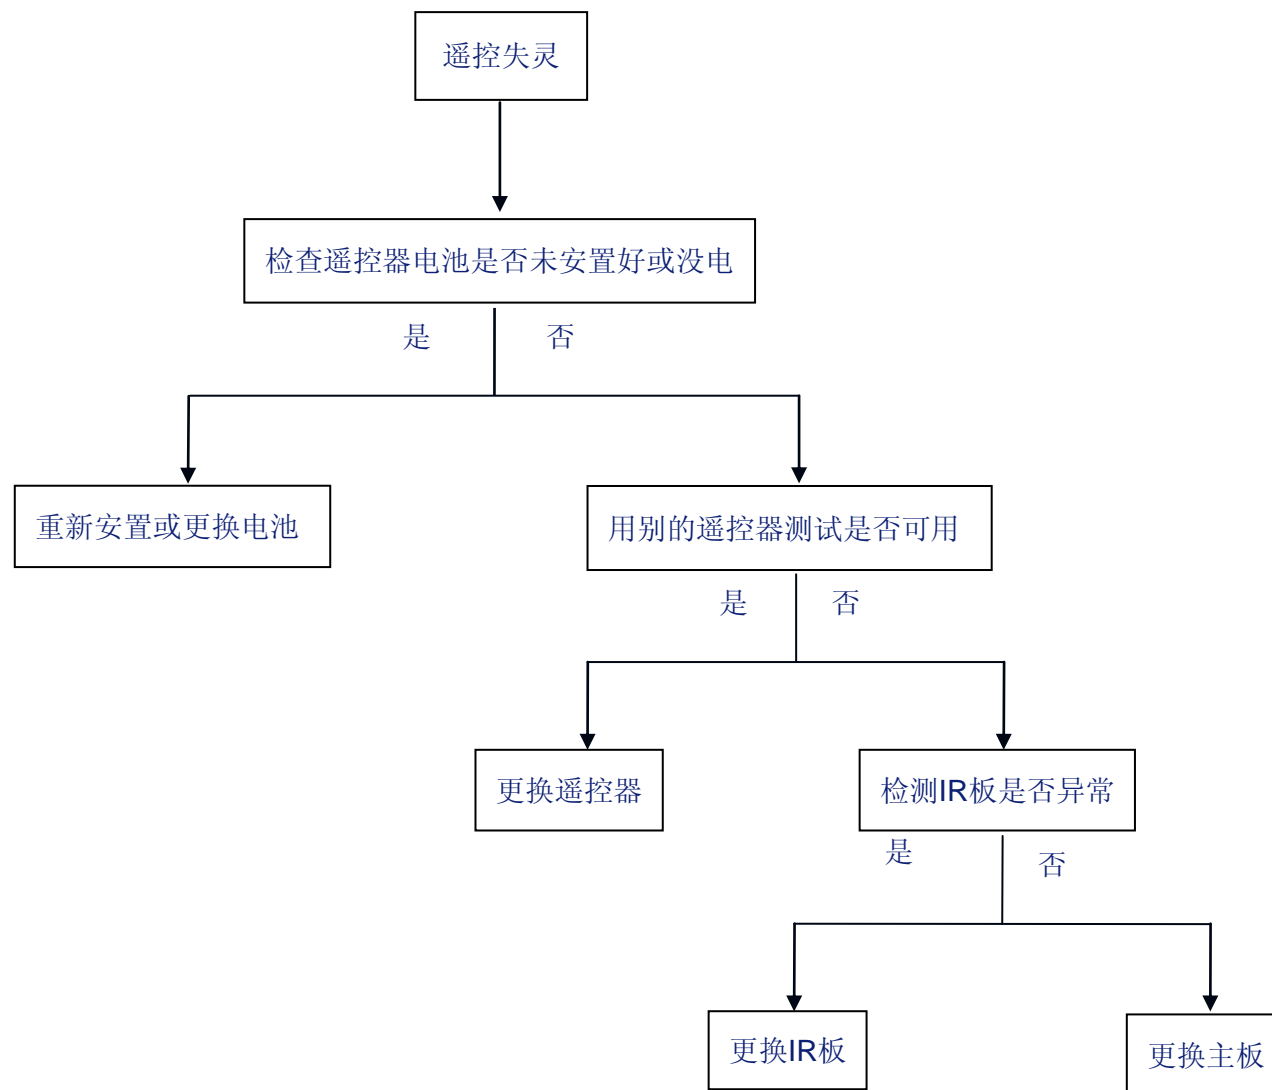 遥控失灵
检查遥控器电池是否未安置好或没电
是
否
重新安置或更换电池
用别的遥控器测试是否可用
是
否
更换遥控器
检测IR板是否异常
是
否
更换IR板
更换主板